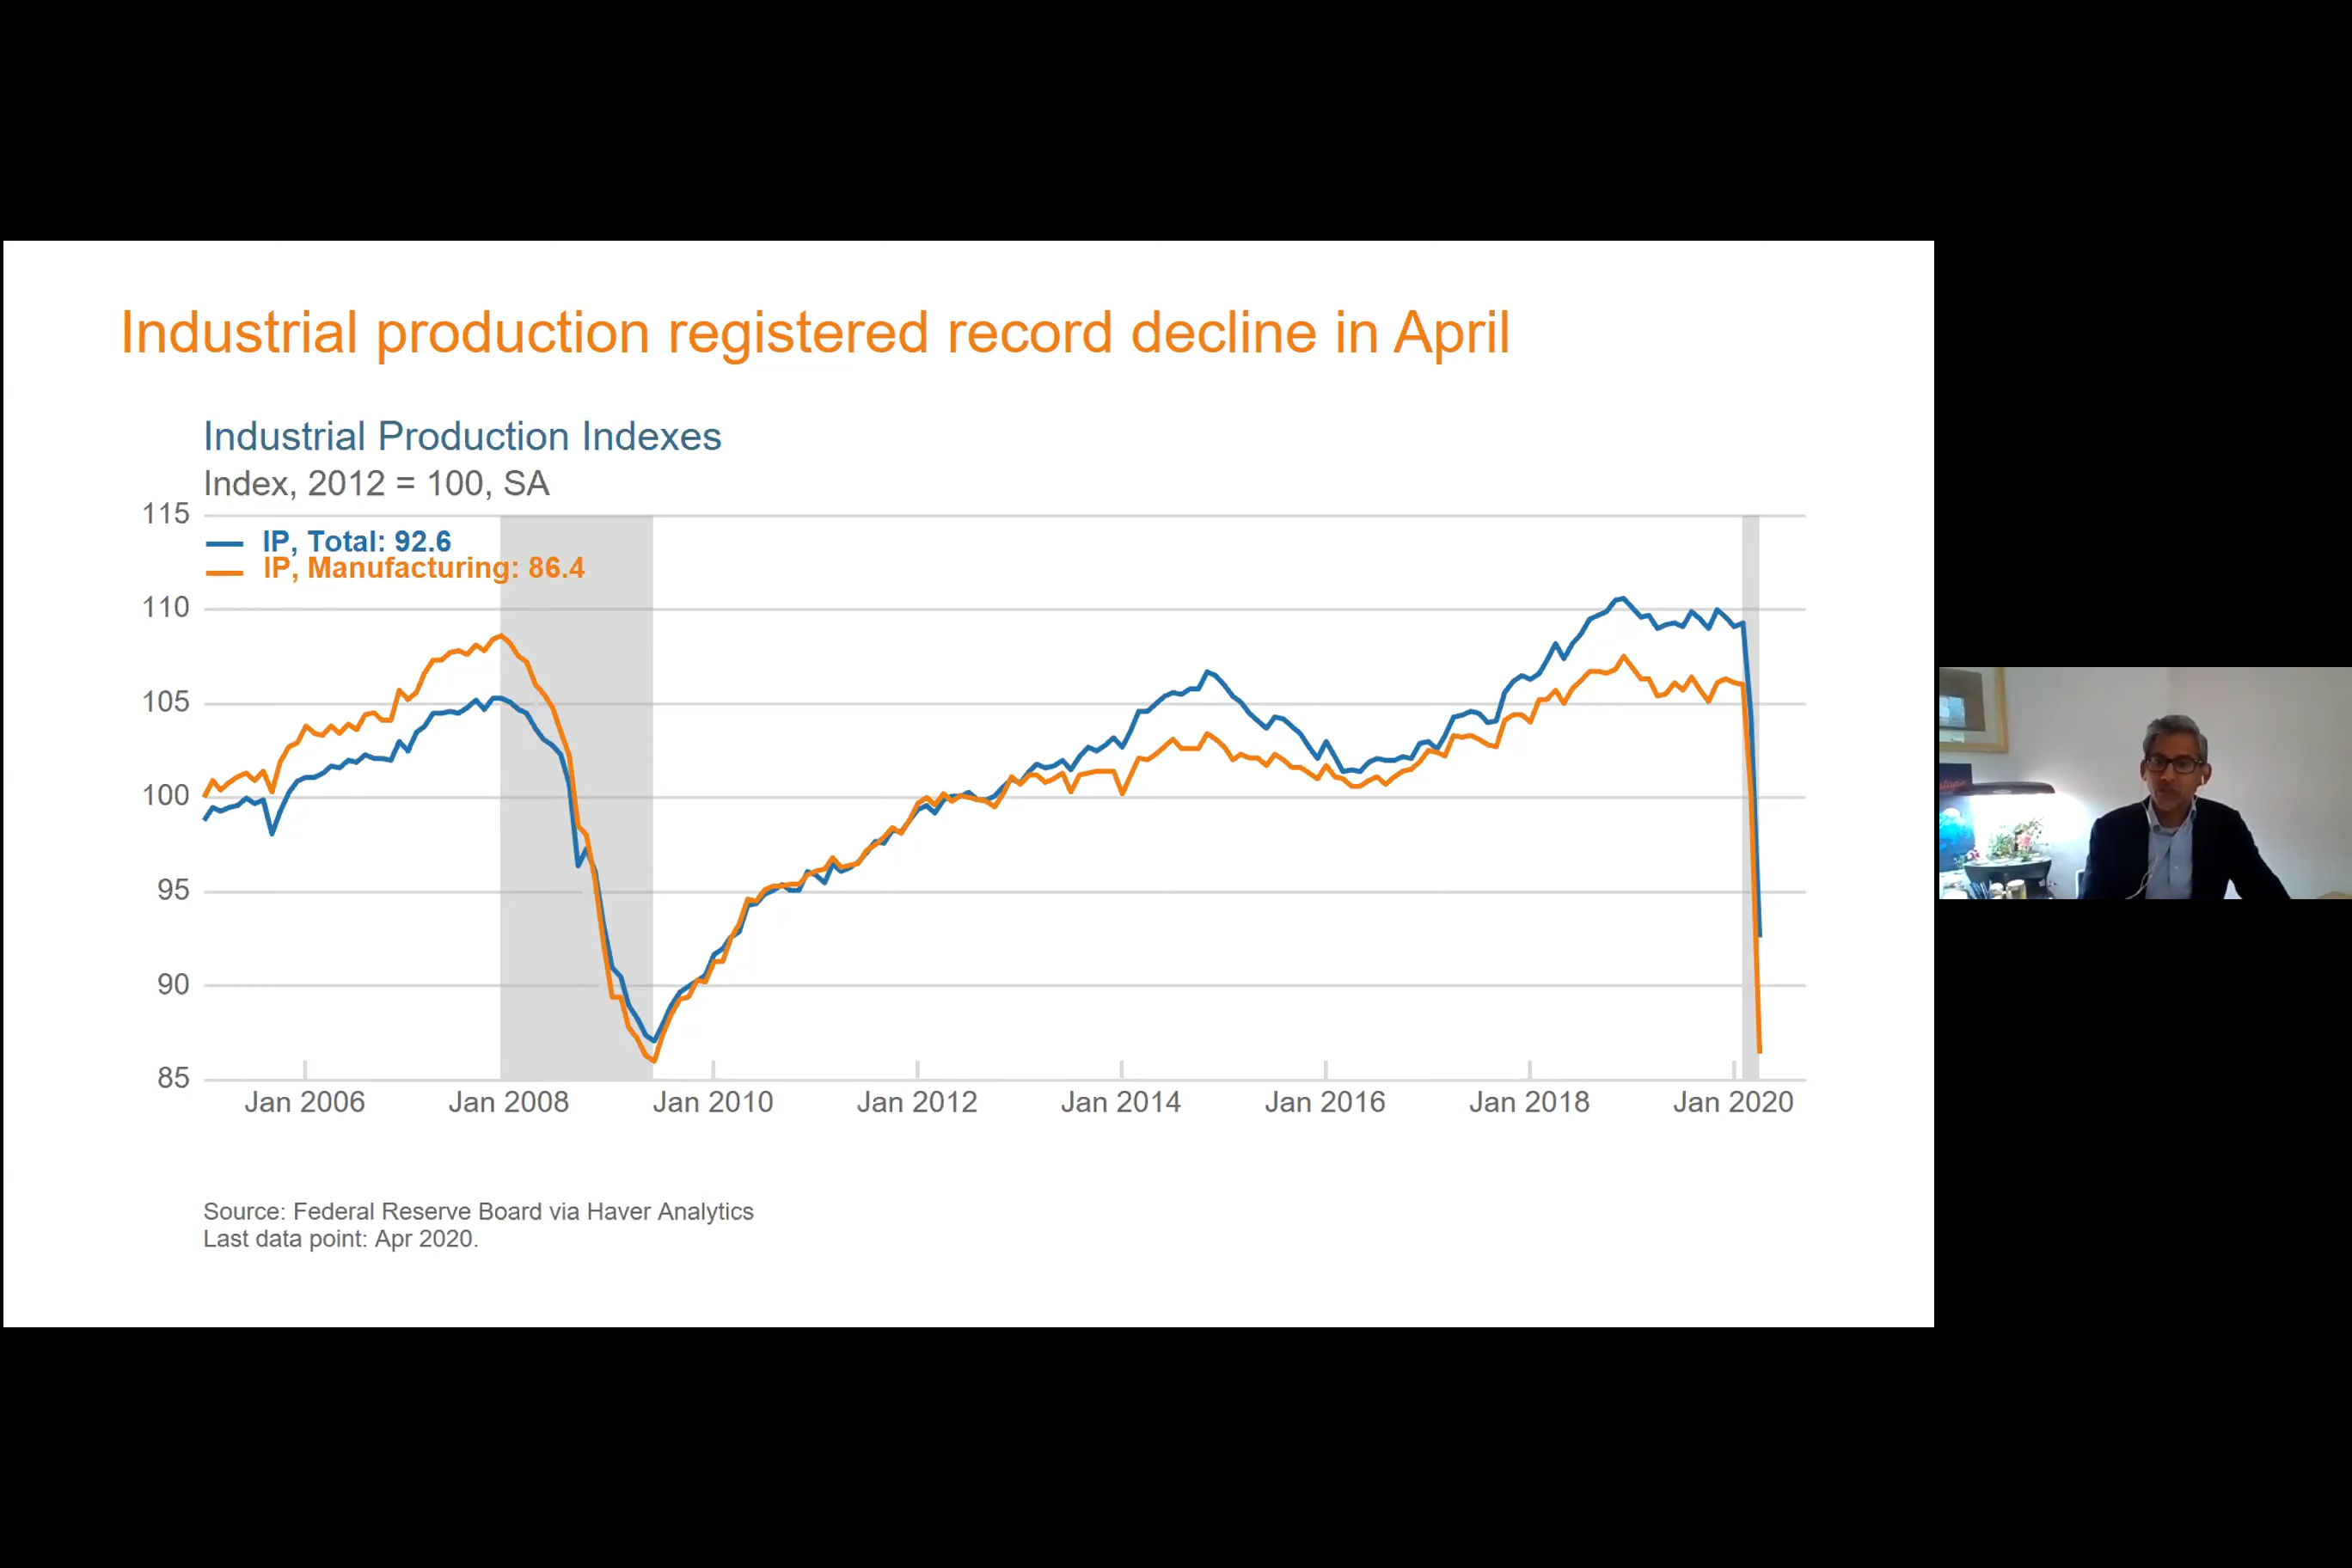 Industrial production registered record decline in April
Industrial Production Indexes
Index, 2012 = 100, SA
115
IP, Total: 92.6
IP, Manufacturing: 86.4
110
105
100
95
90
85
Jan 2006 Jan 2008 Jan 2010 Jan 2012 Jan 2014 Jan 2016 Jan 2018 Jan 2020
Source: Federal Reserve Board via Haver Analytics
Last data point: Apr 2020.